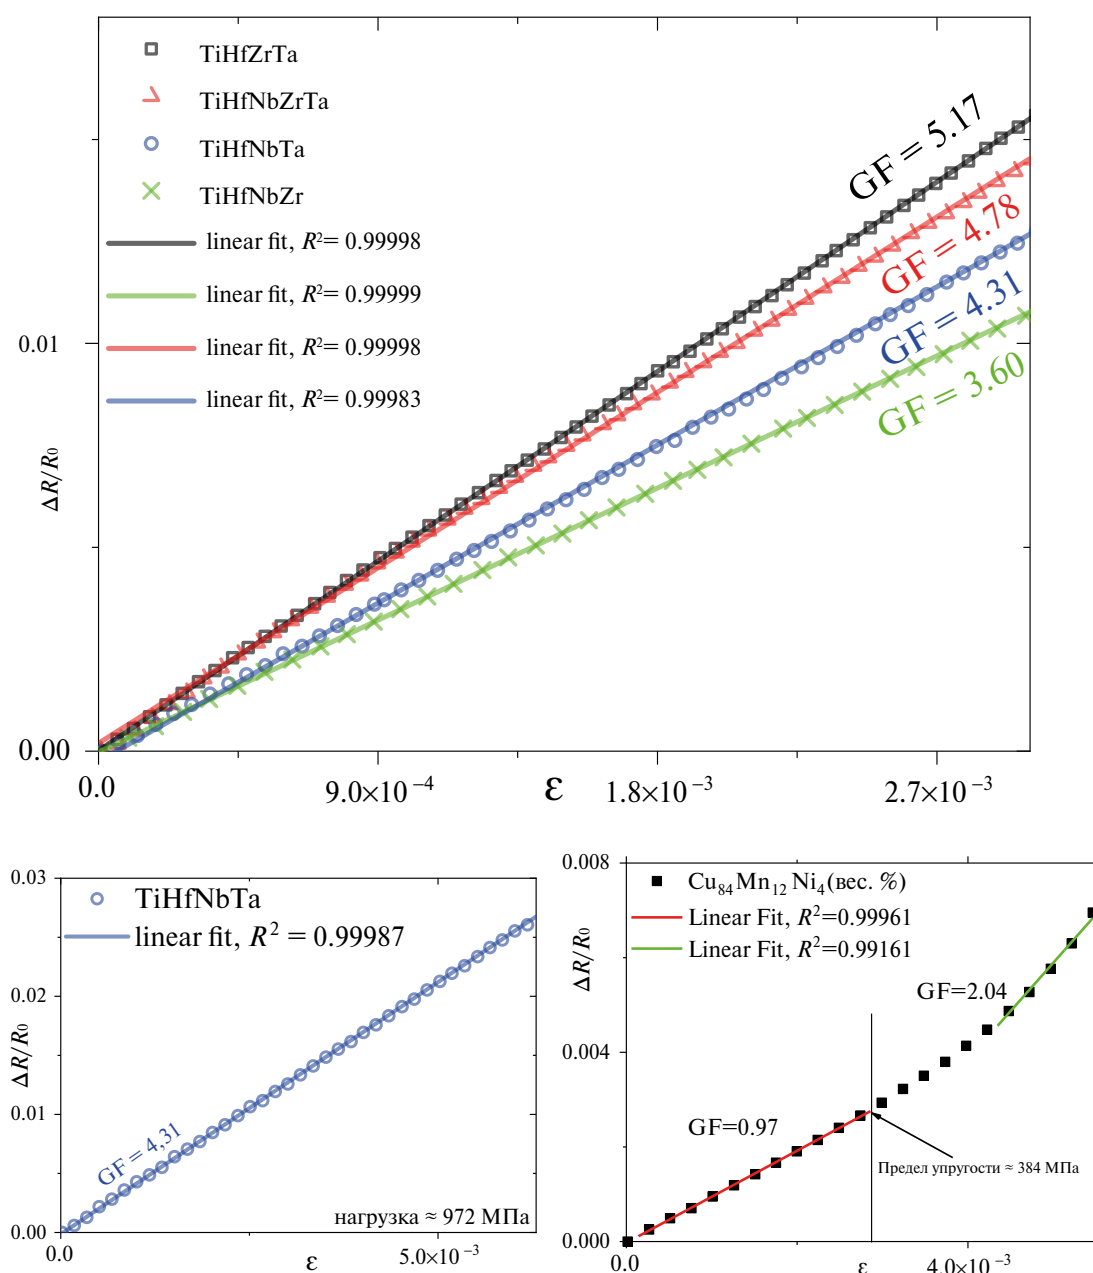 TiHfZrTa
TiHfNbZrTa
TiHfNbTa
TiHfNbZr
linear fit, R²= 0.99998
linear fit, R²= 0.99999
linear fit, R²= 0.99998
linear fit, R²= 0.99983
GF = 5.17
GF = 4.78
GF = 4.31
GF = 3.60
0.01
0.00
ΔR/R₀
0.0
9.0×10⁻⁴
ε
1.8×10⁻³
2.7×10⁻³
0.03
0.02
0.01
0.00
ΔR/R₀
TiHfNbTa
linear fit, R² = 0.99987
GF = 4,31
нагрузка ≈ 972 МПа
0.0
ε
5.0×10⁻³
0.008
0.004
0.000
ΔR/R₀
Cu₈₄Mn₁₂Ni₄(вес. %)
Linear Fit, R²=0.99961
Linear Fit, R²=0.99161
GF=2.04
GF=0.97
Предел упругости ≈ 384 МПа
0.0
ε
4.0×10⁻³